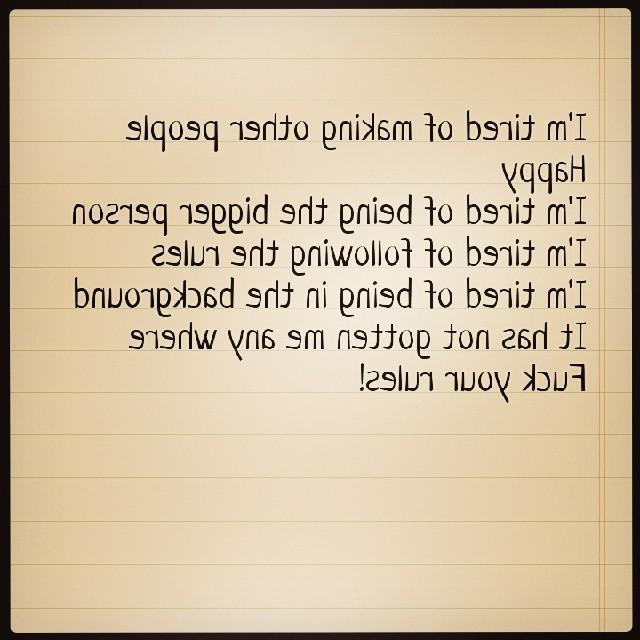 I'm tired of making other people
Happy
I'm tired of being the bigger person
I'm tired of following the rules
I'm tired of being in the background
It has not gotten me any where
Fuck your rules!